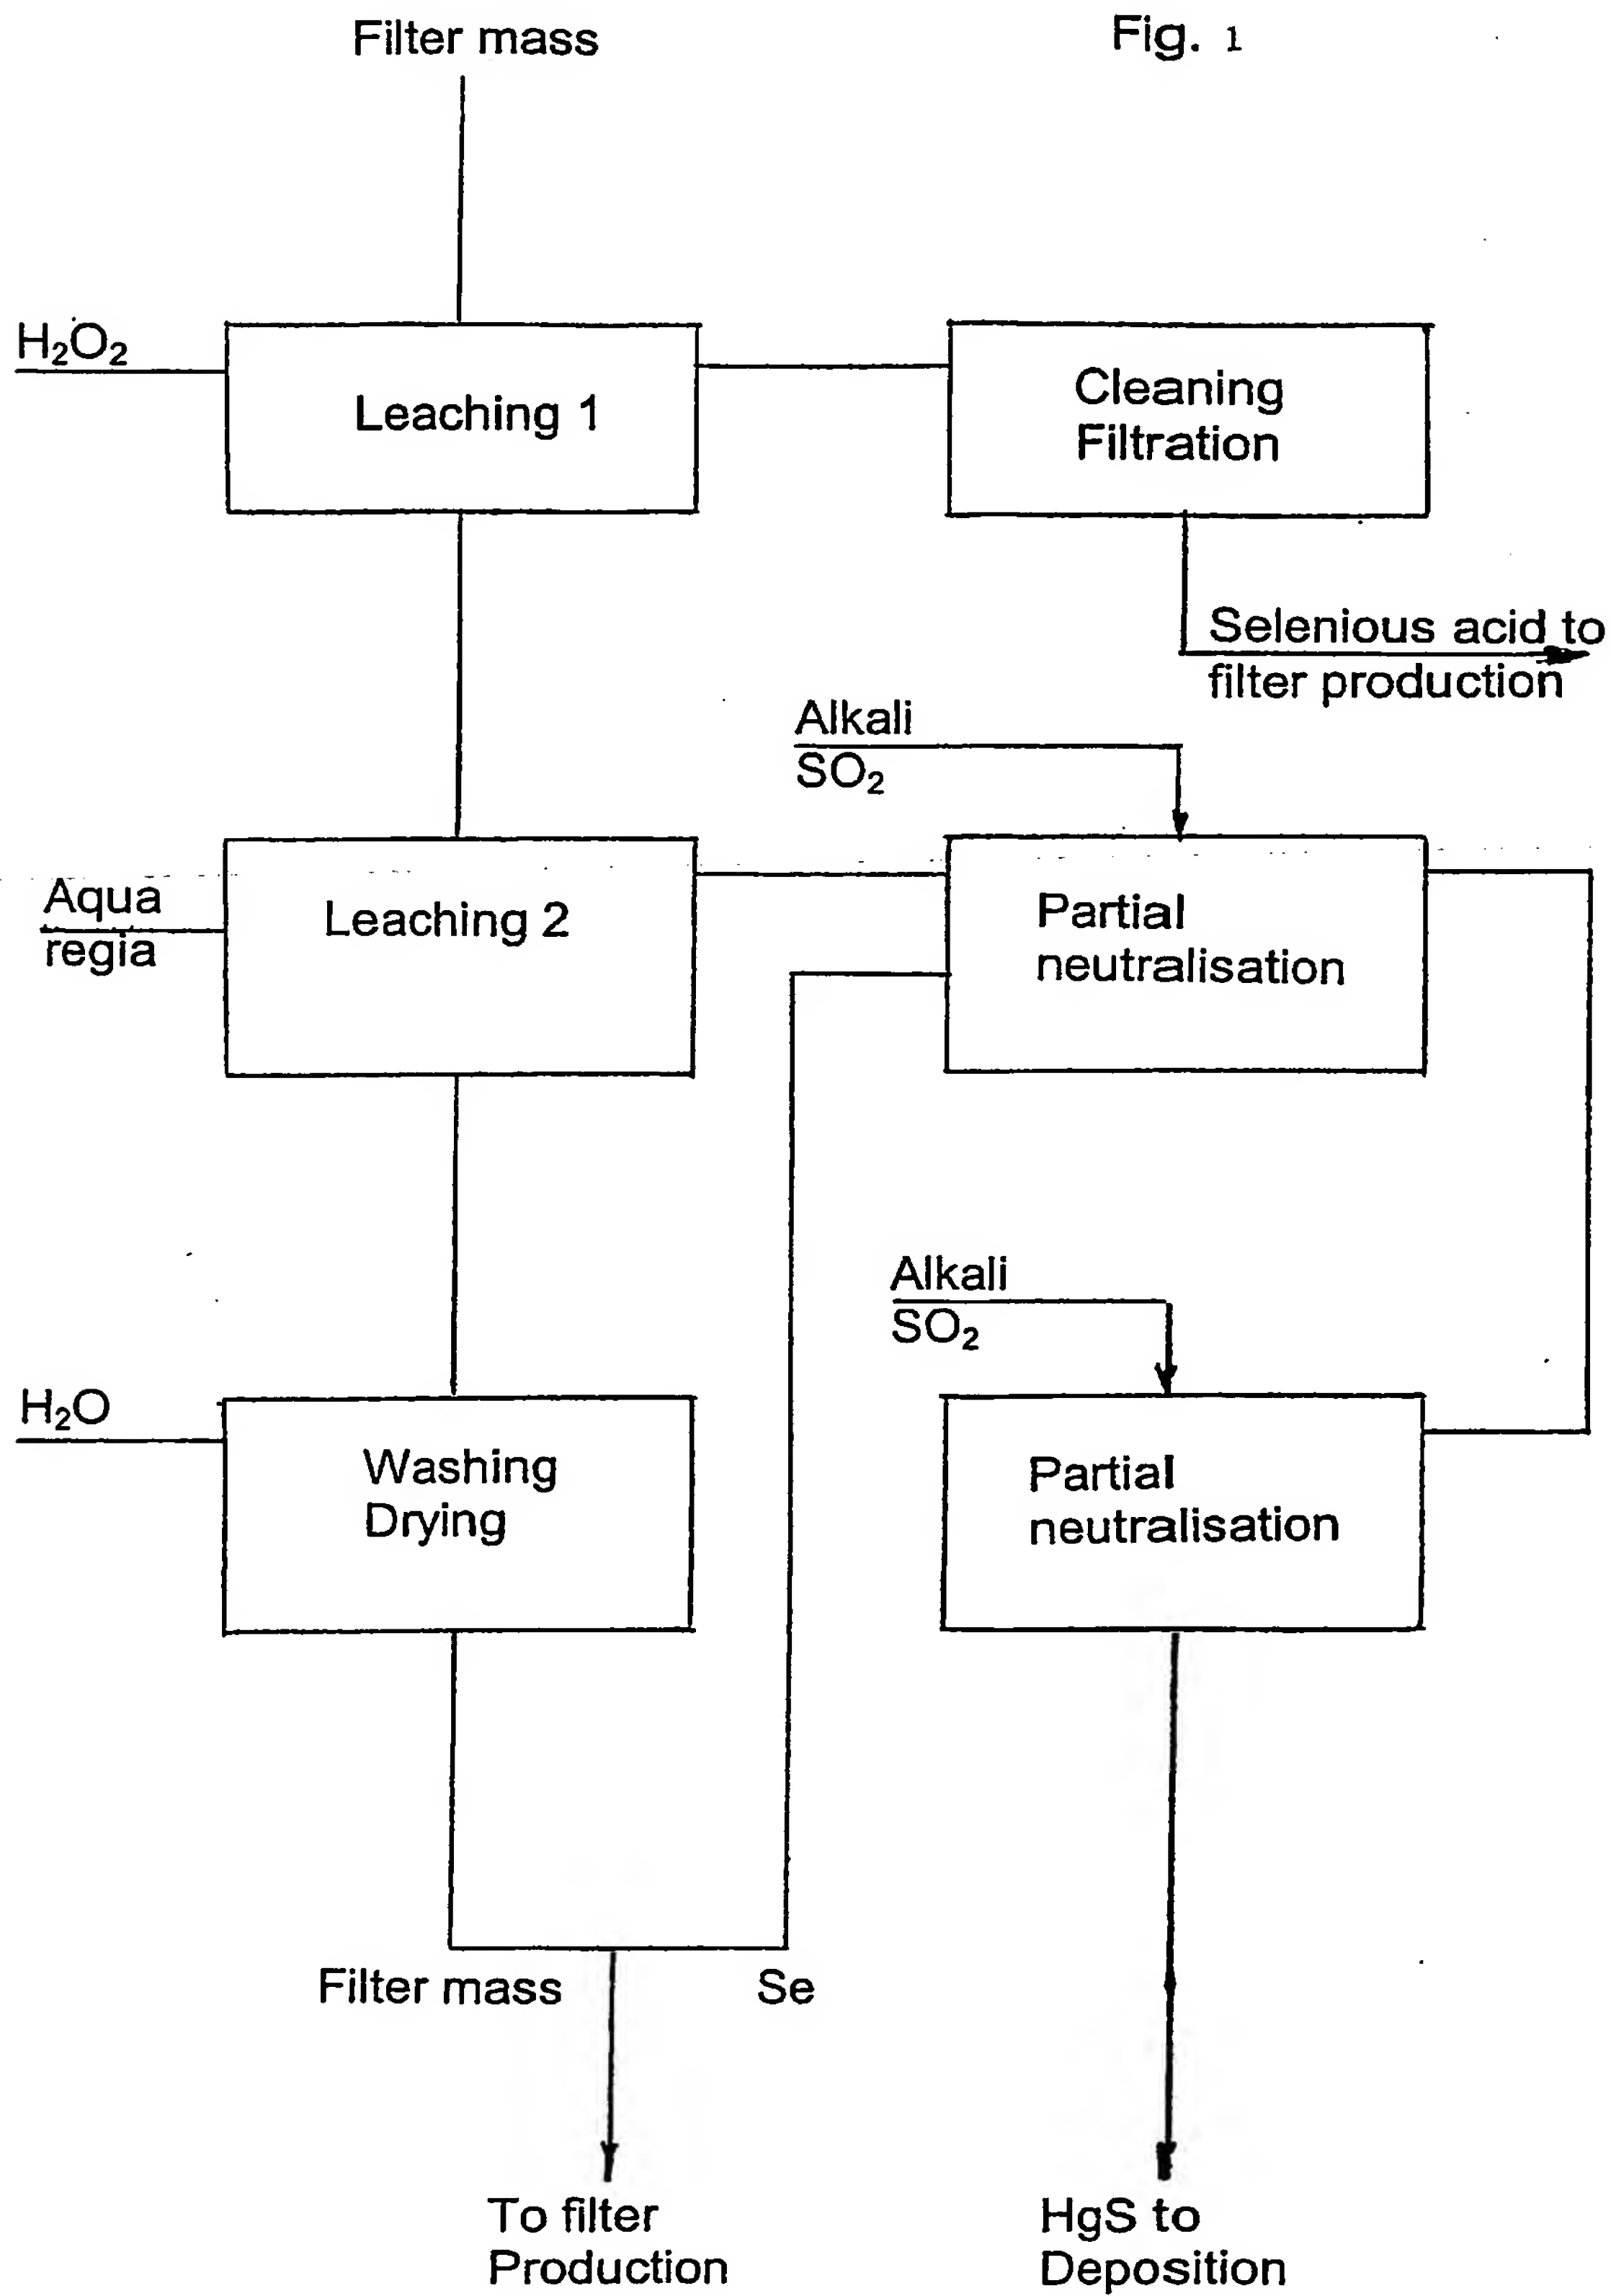 Filter mass
Fig. 1
H₂O₂
Leaching 1
Cleaning
Filtration
Selenious acid to
filter production
Alkali
SO₂
Aqua
regia
Leaching 2
Partial
neutralisation
Alkali
SO₂
H₂O
Washing
Drying
Partial
neutralisation
Filter mass
Se
To filter
Production
HgS to
Deposition